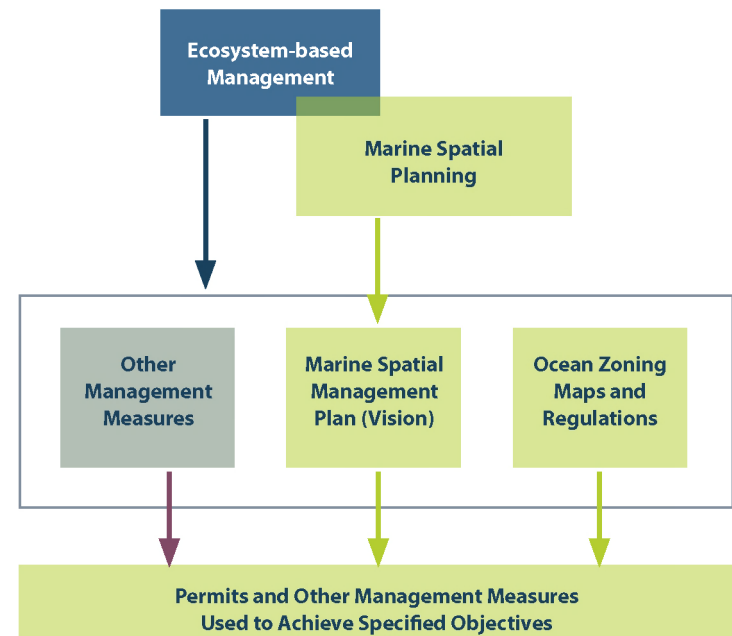 Ecosystem-based
Management
Marine Spatial
Planning
Other
Management
Measures
Marine Spatial
Management
Plan (Vision)
Ocean Zoning
Maps and
Regulations
Permits and Other Management Measures
Used to Achieve Specified Objectives